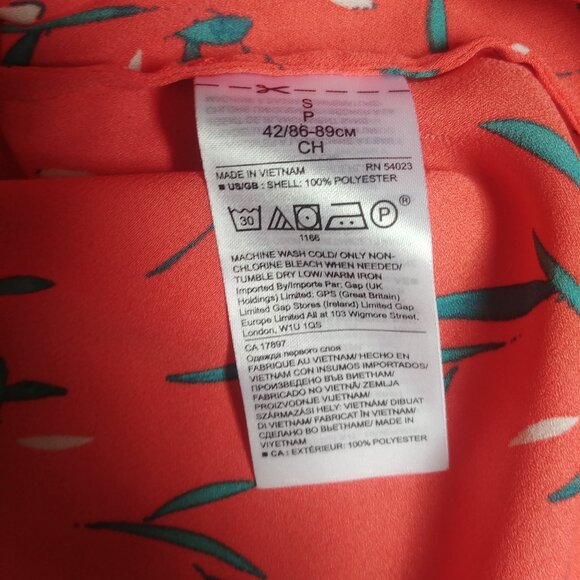 S
P
42/86-89CM
CH
MADE IN VIETNAM RN 54023
■ US/GB : SHELL: 100% POLYESTER
30 P ®
1166
MACHINE WASH COLD/ ONLY NON-
CHLORINE BLEACH WHEN NEEDED/
TUMBLE DRY LOW/ WARM IRON
Imported By/Importe Par; Gap (UK
Holdings) Limited; GPS (Great Britain)
Limited Gap Stores (Ireland) Limited Gap
Europe Limited All at 103 Wigmore Street,
London, W1U 1QS
CA 17897
Одежда первого слоя
FABRIQUE AU VIETNAM/ HECHO EN
VIETNAM CON INSUMOS IMPORTADOS/
ПРОИЗВЕДЕНО ВЪВ ВИЕТНАМ/
FABRICADO NO VIETNÃ/ ZEMLJA
PROIZVODNJE VIJETNAM/
SZÁRMAZÁSI HELY: VIETNAM/ DIBUAT
DI VIETNAM/ FABRICAT ÎN VIETNAM/
СДЕЛАНО ВО ВЬЕТНАМЕ/ MADE IN
VIYETNAM
■ CA : EXTÉRIEUR: 100% POLYESTER